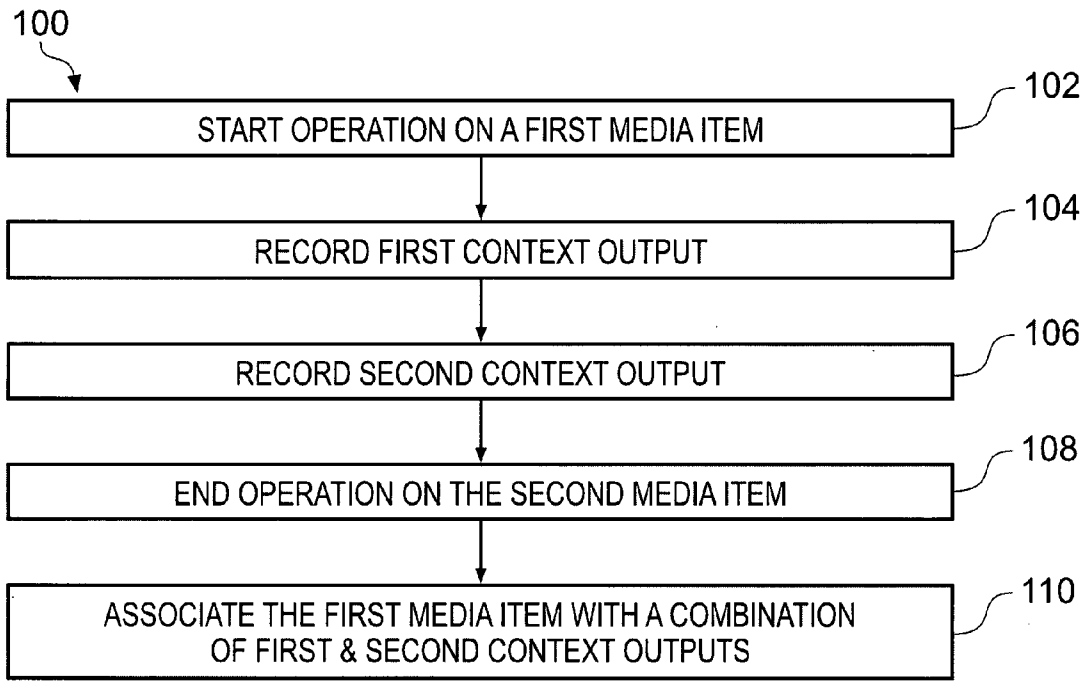 100
START OPERATION ON A FIRST MEDIA ITEM
102
RECORD FIRST CONTEXT OUTPUT
104
RECORD SECOND CONTEXT OUTPUT
106
END OPERATION ON THE SECOND MEDIA ITEM
108
ASSOCIATE THE FIRST MEDIA ITEM WITH A COMBINATION
OF FIRST & SECOND CONTEXT OUTPUTS
110